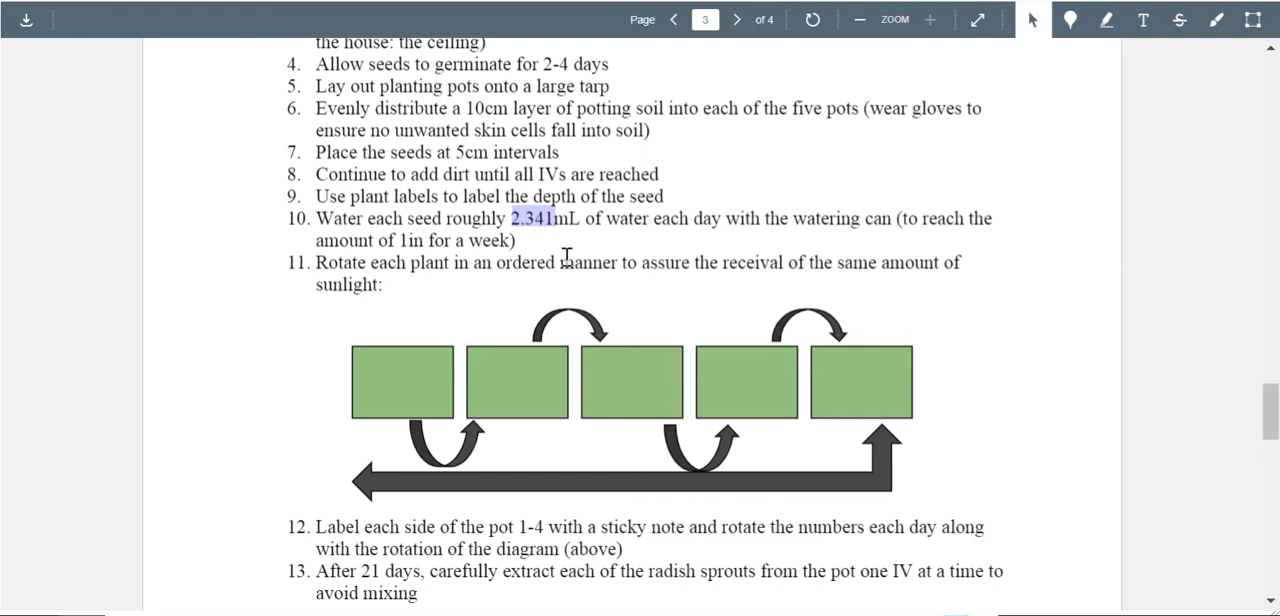 Page 3 of 4 ZOOM T S
the house: the ceiling)
4. Allow seeds to germinate for 2-4 days
5. Lay out planting pots onto a large tarp
6. Evenly distribute a 10cm layer of potting soil into each of the five pots (wear gloves to
ensure no unwanted skin cells fall into soil)
7. Place the seeds at 5cm intervals
8. Continue to add dirt until all IVs are reached
9. Use plant labels to label the depth of the seed
10. Water each seed roughly 2.341mL of water each day with the watering can (to reach the
amount of 1in for a week)
11. Rotate each plant in an ordered manner to assure the receival of the same amount of
sunlight:
12. Label each side of the pot 1-4 with a sticky note and rotate the numbers each day along
with the rotation of the diagram (above)
13. After 21 days, carefully extract each of the radish sprouts from the pot one IV at a time to
avoid mixing